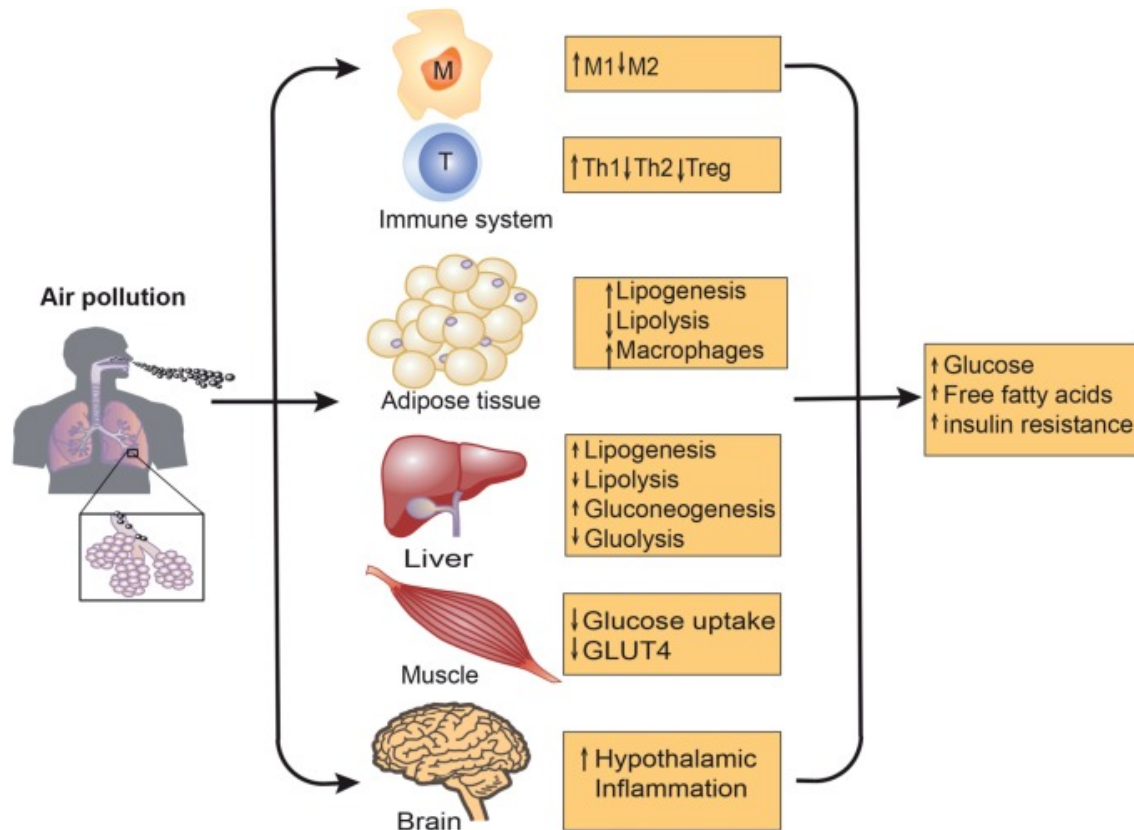 Air pollution
M
↑M1↓M2
T
↑Th1↓Th2↓Treg
Immune system
↑Lipogenesis
↓Lipolysis
↑Macrophages
Adipose tissue
↑Lipogenesis
↓Lipolysis
↑Gluconeogenesis
↓Gluolysis
Liver
↓Glucose uptake
↓GLUT4
Muscle
↑Hypothalamic
Inflammation
Brain
↑Glucose
↑Free fatty acids
↑insulin resistance